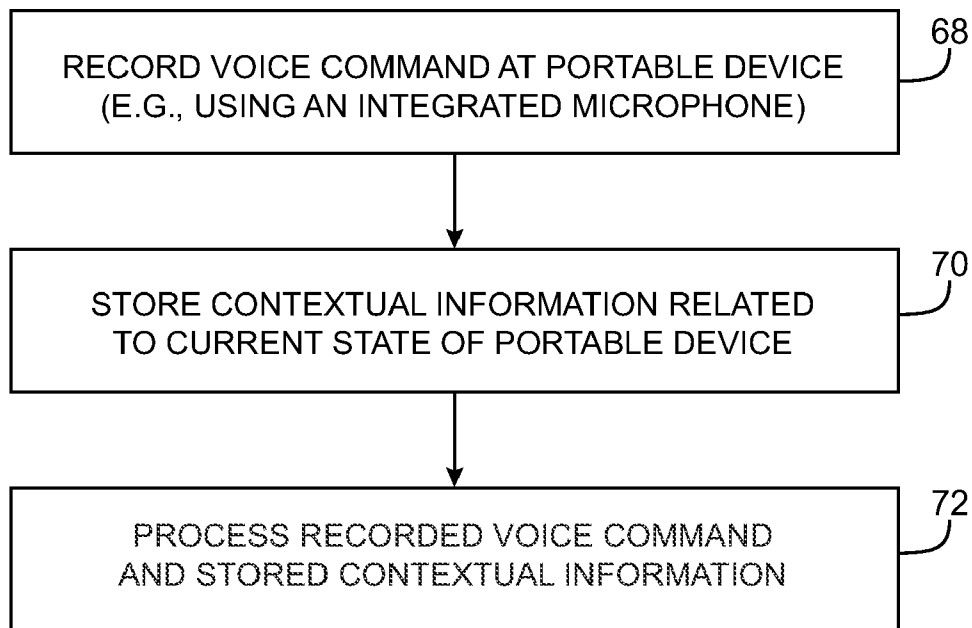 68
RECORD VOICE COMMAND AT PORTABLE DEVICE
(E.G., USING AN INTEGRATED MICROPHONE)
70
STORE CONTEXTUAL INFORMATION RELATED
TO CURRENT STATE OF PORTABLE DEVICE
72
PROCESS RECORDED VOICE COMMAND
AND STORED CONTEXTUAL INFORMATION